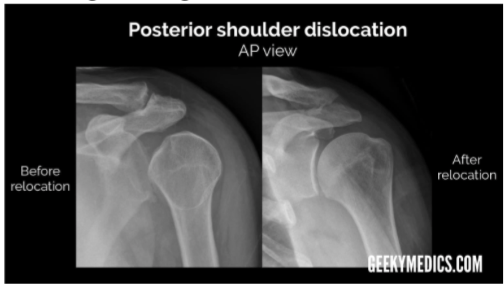 Posterior shoulder dislocation
AP view
Before
relocation
After
relocation
GEEKYMEDICS.COM